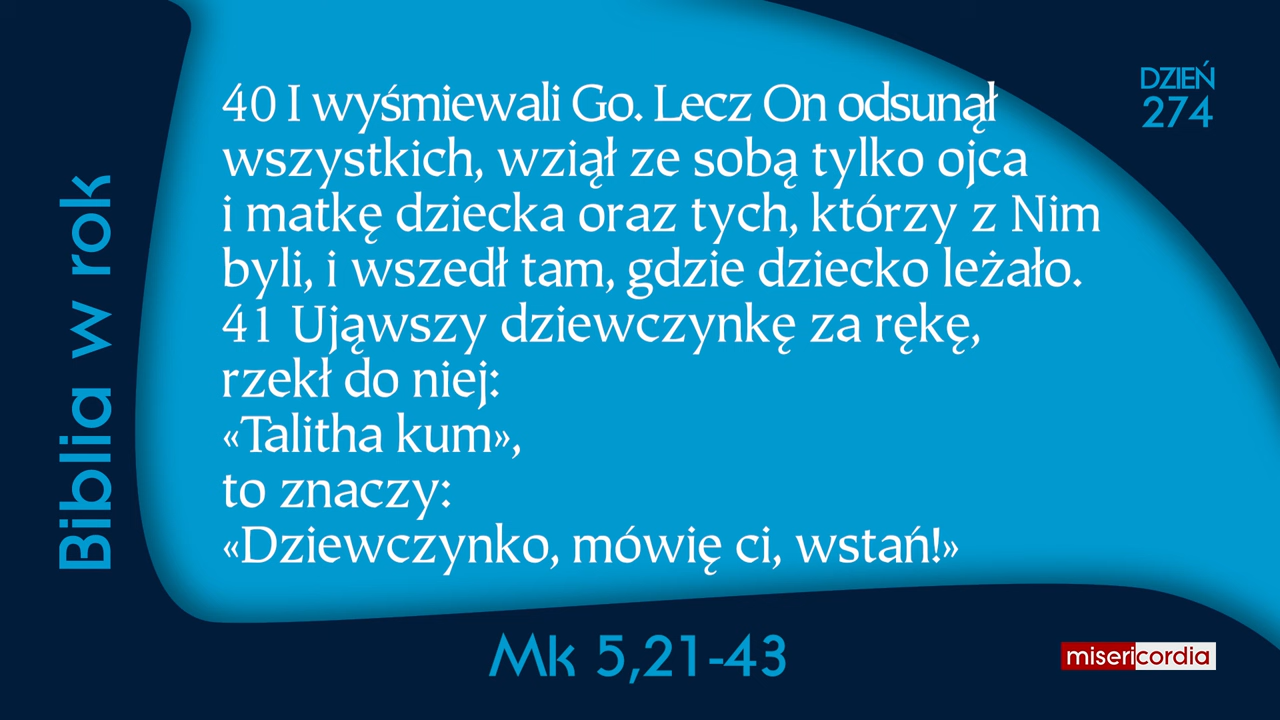 DZIEŃ
274
40 I wyśmiewali Go. Lecz On odsunął
wszystkich, wziął ze sobą tylko ojca
i matkę dziecka oraz tych, którzy z Nim
byli, i wszedł tam, gdzie dziecko leżało.
41 Ująwszy dziewczynkę za rękę,
rzekł do niej:
«Talitha kum»,
to znaczy:
«Dziewczynko, mówię ci, wstań!»
Biblia w rok
Mk 5,21-43
misericordia